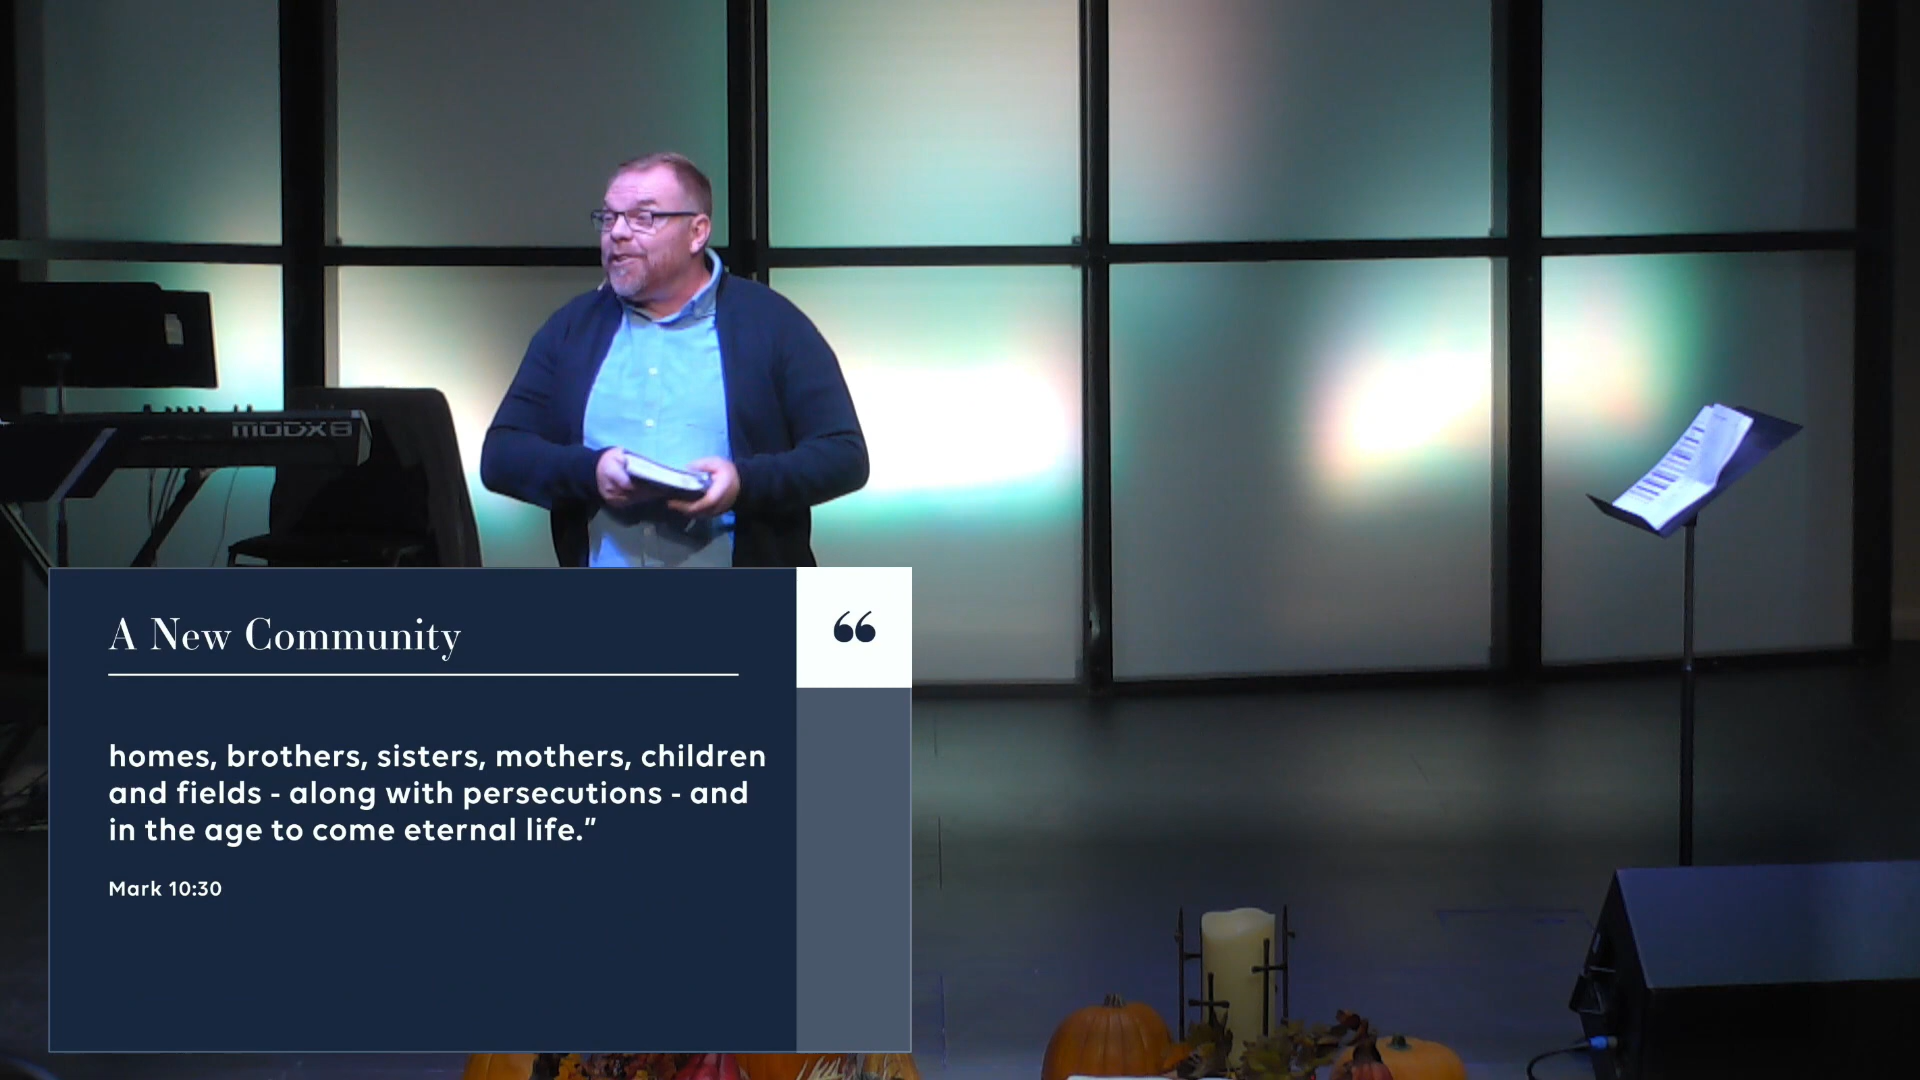 MODX8
A New Community
homes, brothers, sisters, mothers, children
and fields - along with persecutions - and
in the age to come eternal life.”
Mark 10:30